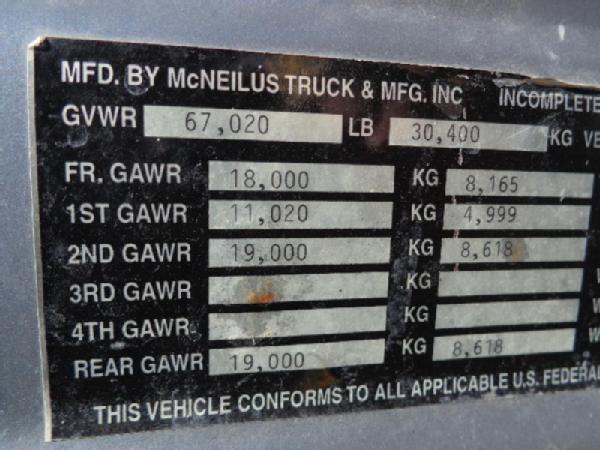 MFD. BY McNEILUS TRUCK & MFG. INC INCOMPLETE
GVWR 67,020 LB 30,400 KG VE
FR. GAWR 18,000 KG 8,165
1ST GAWR 11,020 KG 4,999
2ND GAWR 19,000 KG 8,618
3RD GAWR KG W
4TH GAWR KG W
REAR GAWR 19,000 KG 8,618 W
THIS VEHICLE CONFORMS TO ALL APPLICABLE U.S. FEDERAL